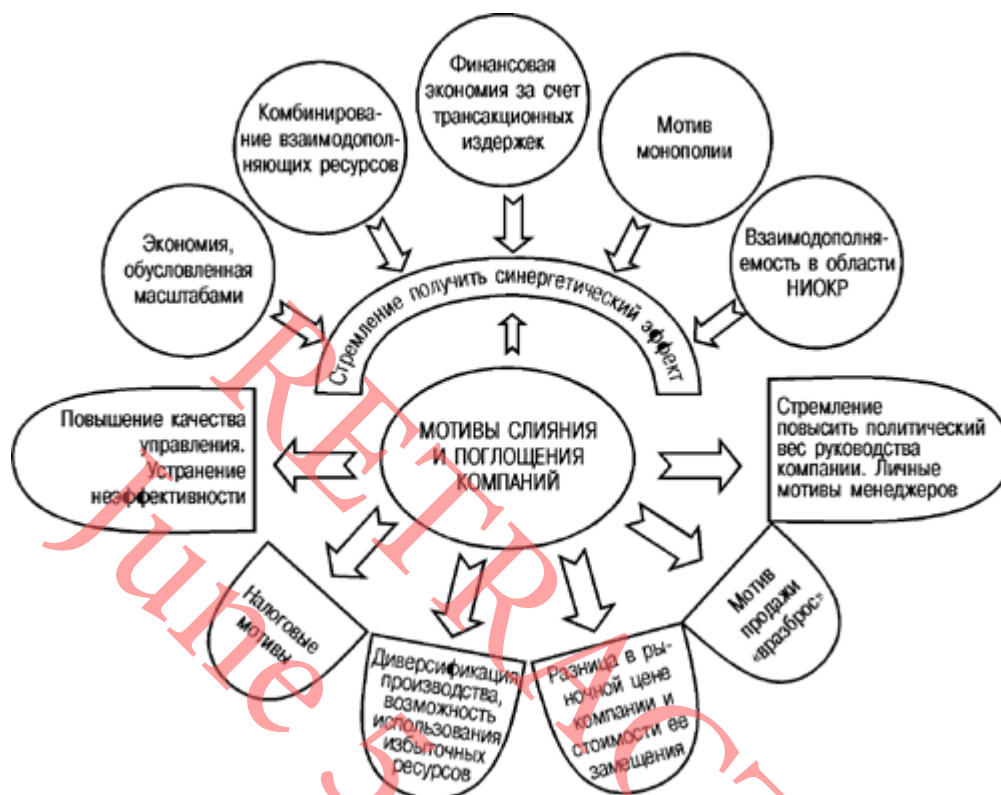 Финансовая
экономия за счет
трансакционных
издержек
Комбинирова-
ние взаимодопол-
няющих ресурсов
Мотив
монополии
Экономия,
обусловленная
масштабами
Взаимодополня-
емость в области
НИОКР
Стремление получить синергетический эффект
МОТИВЫ СЛИЯНИЯ
И ПОГЛОЩЕНИЯ
КОМПАНИЙ
Повышение качества
управления.
Устранение
неэффективности
Стремление
повысить политический
вес руководства
компании. Личные
мотивы менеджеров
Налоговые
мотивы
Диверсификация
производства,
возможность
использования
избыточных
ресурсов
Разница в ры-
ночной цене
компании и
стоимости ее
замещения
Мотив
продажи
«вразброс»
RETRACT
June 5